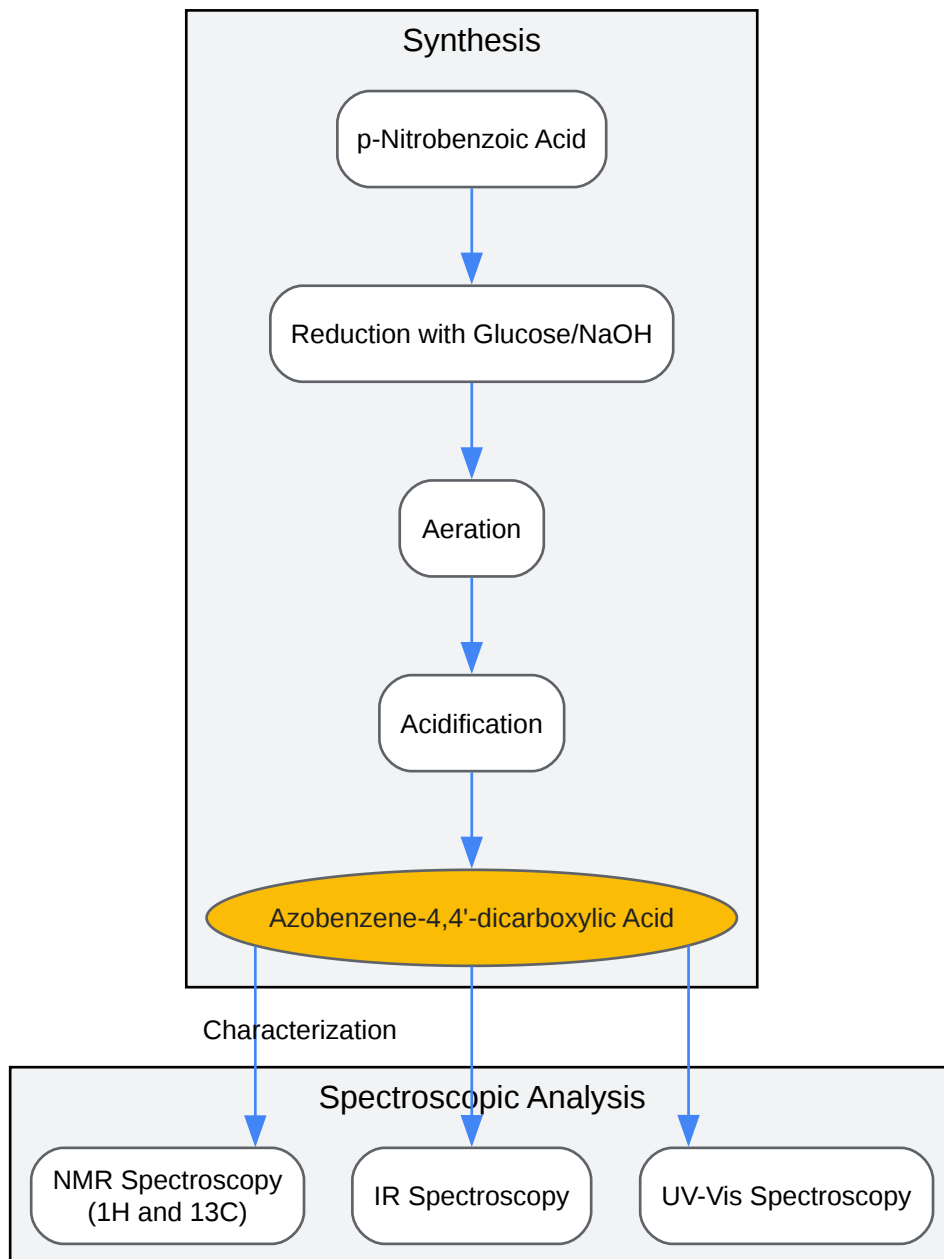 Synthesis
p-Nitrobenzoic Acid
Reduction with Glucose/NaOH
Aeration
Acidification
Azobenzene-4,4'-dicarboxylic Acid
Characterization
Spectroscopic Analysis
NMR Spectroscopy
(1H and 13C)
IR Spectroscopy
UV-Vis Spectroscopy